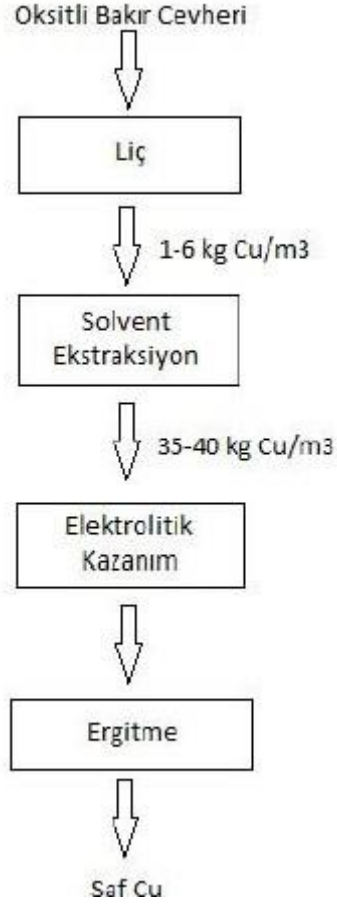 Oksitli Bakır Cevheri
Liç
1-6 kg Cu/m3
Solvent
Ekstraksiyon
35-40 kg Cu/m3
Elektrolitik
Kazanım
Ergitme
Saf Cu